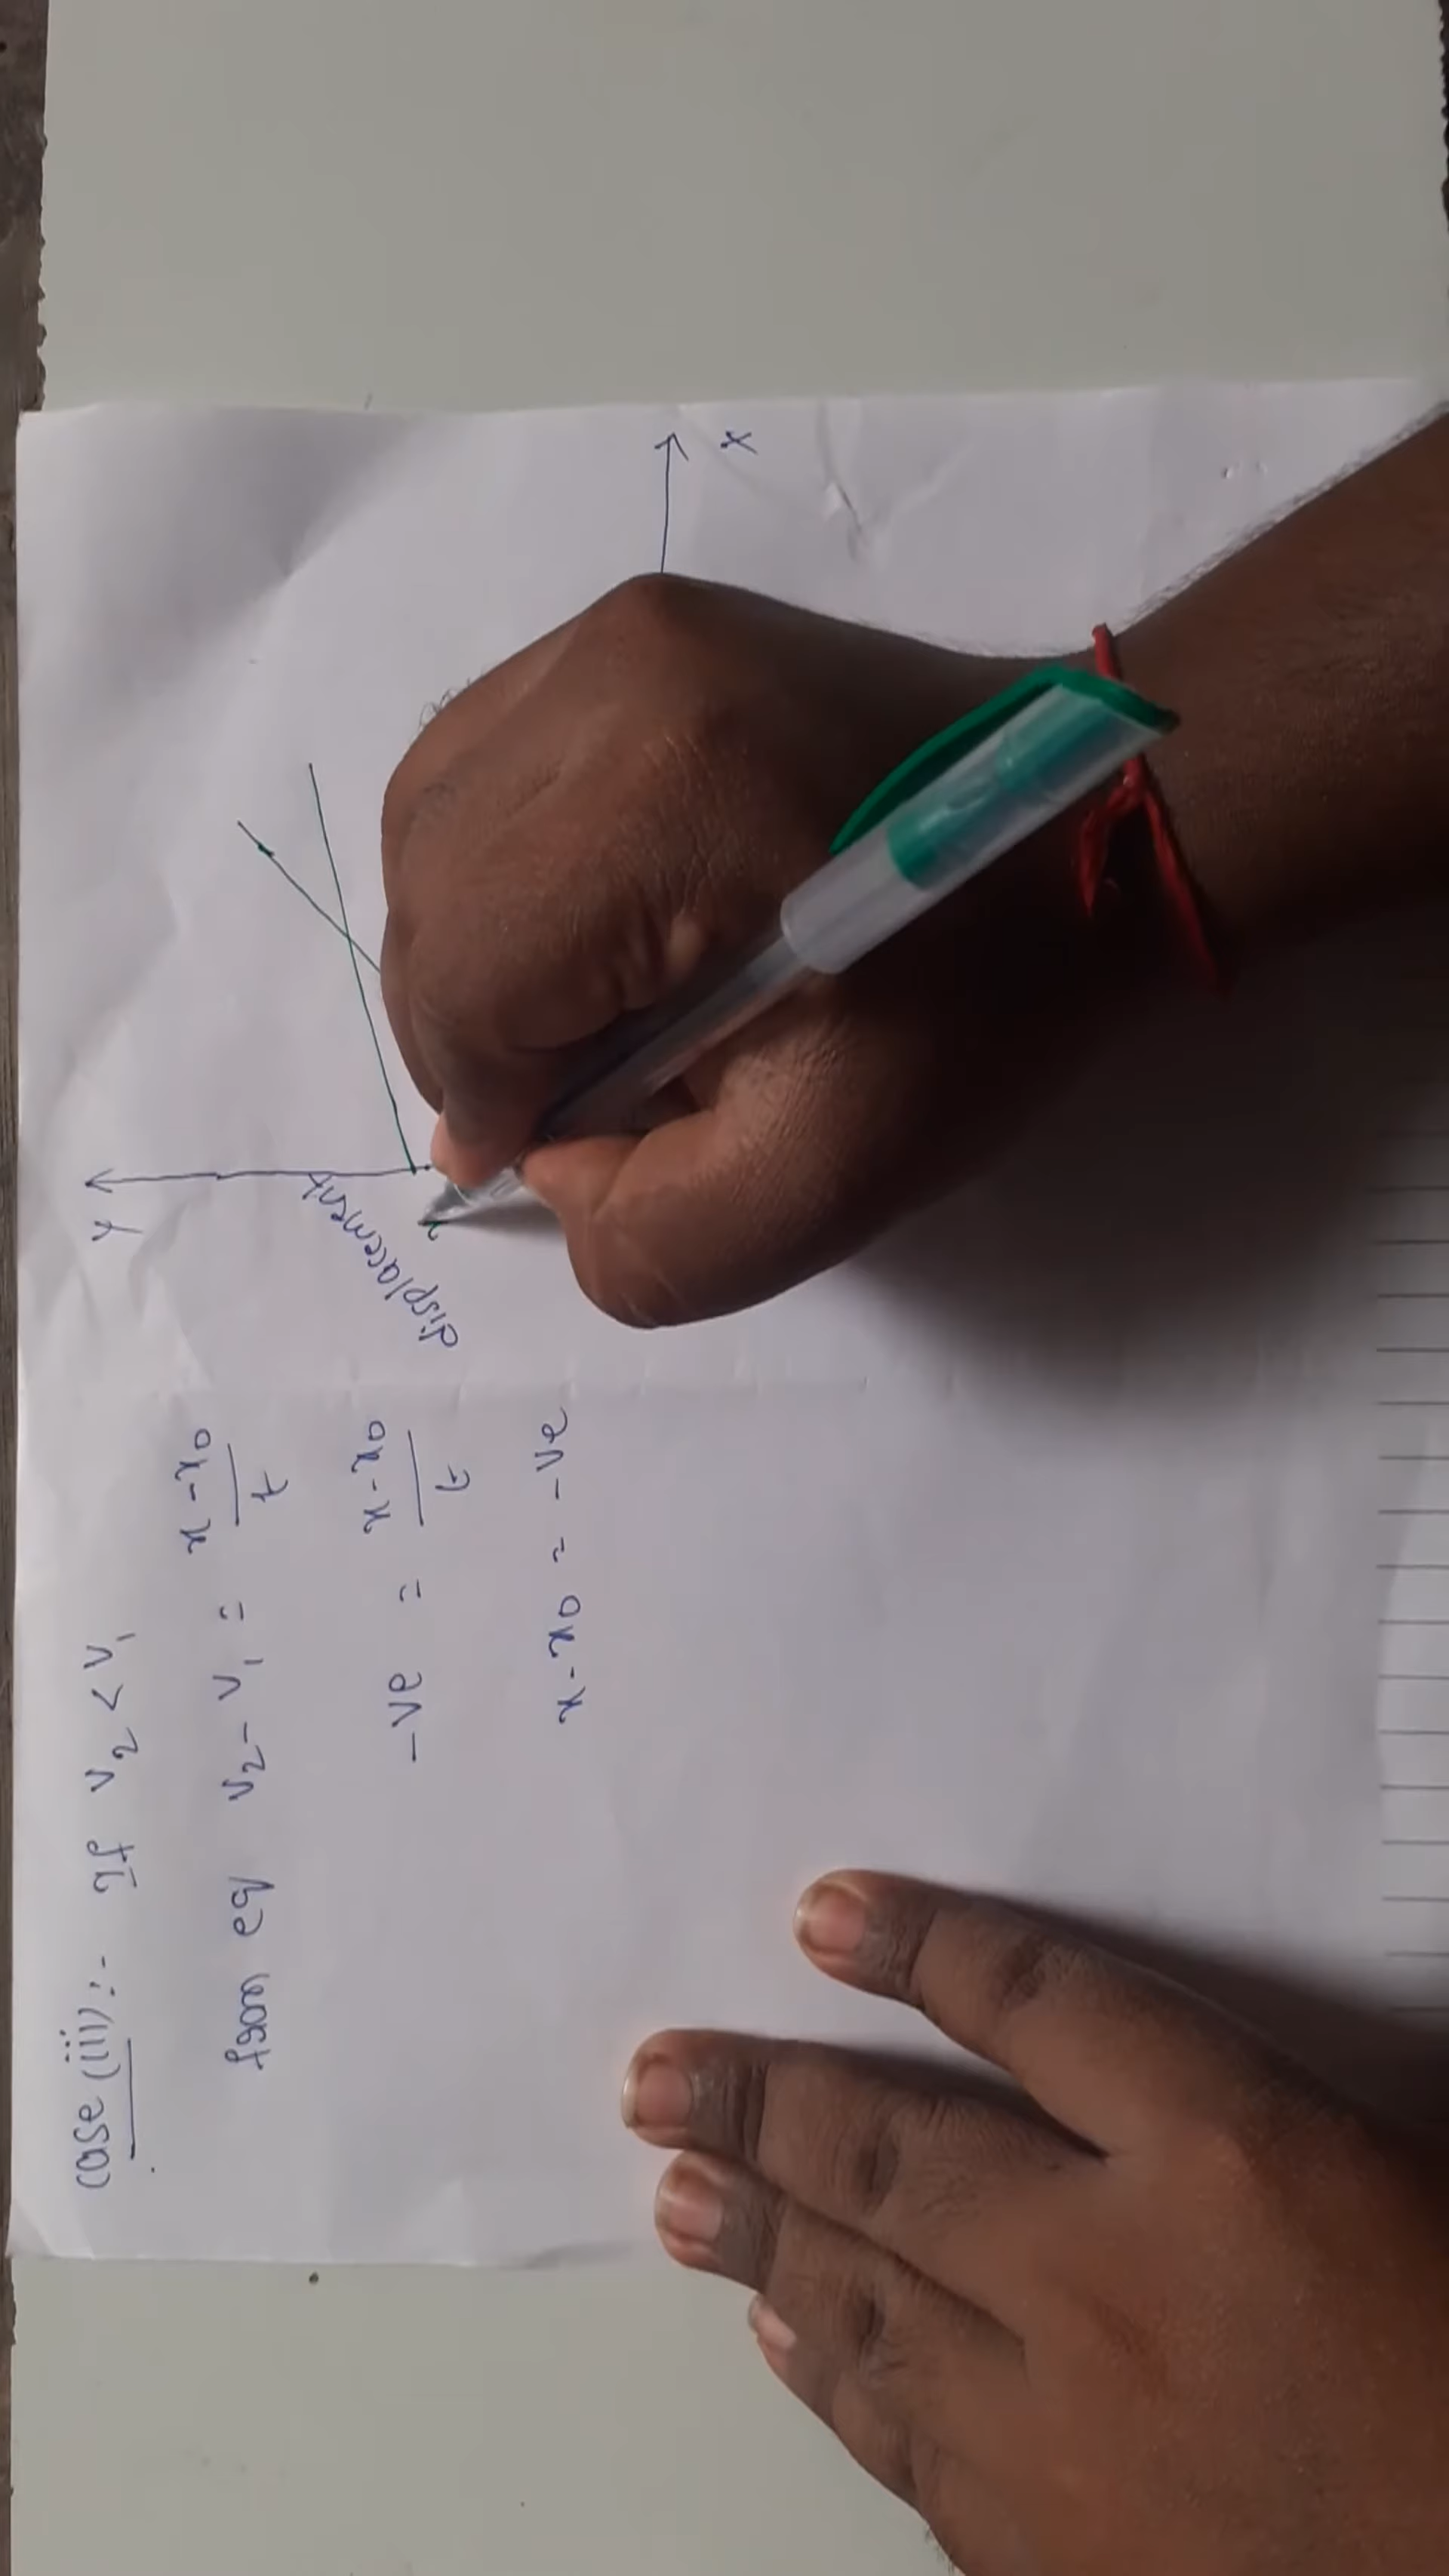 case (iii):- If v₂ < v₁
from eq v₂ - v₁ = x - x₀ / t
-ve = x - x₀ / t
x - x₀ = -ve
Y
displacement
X